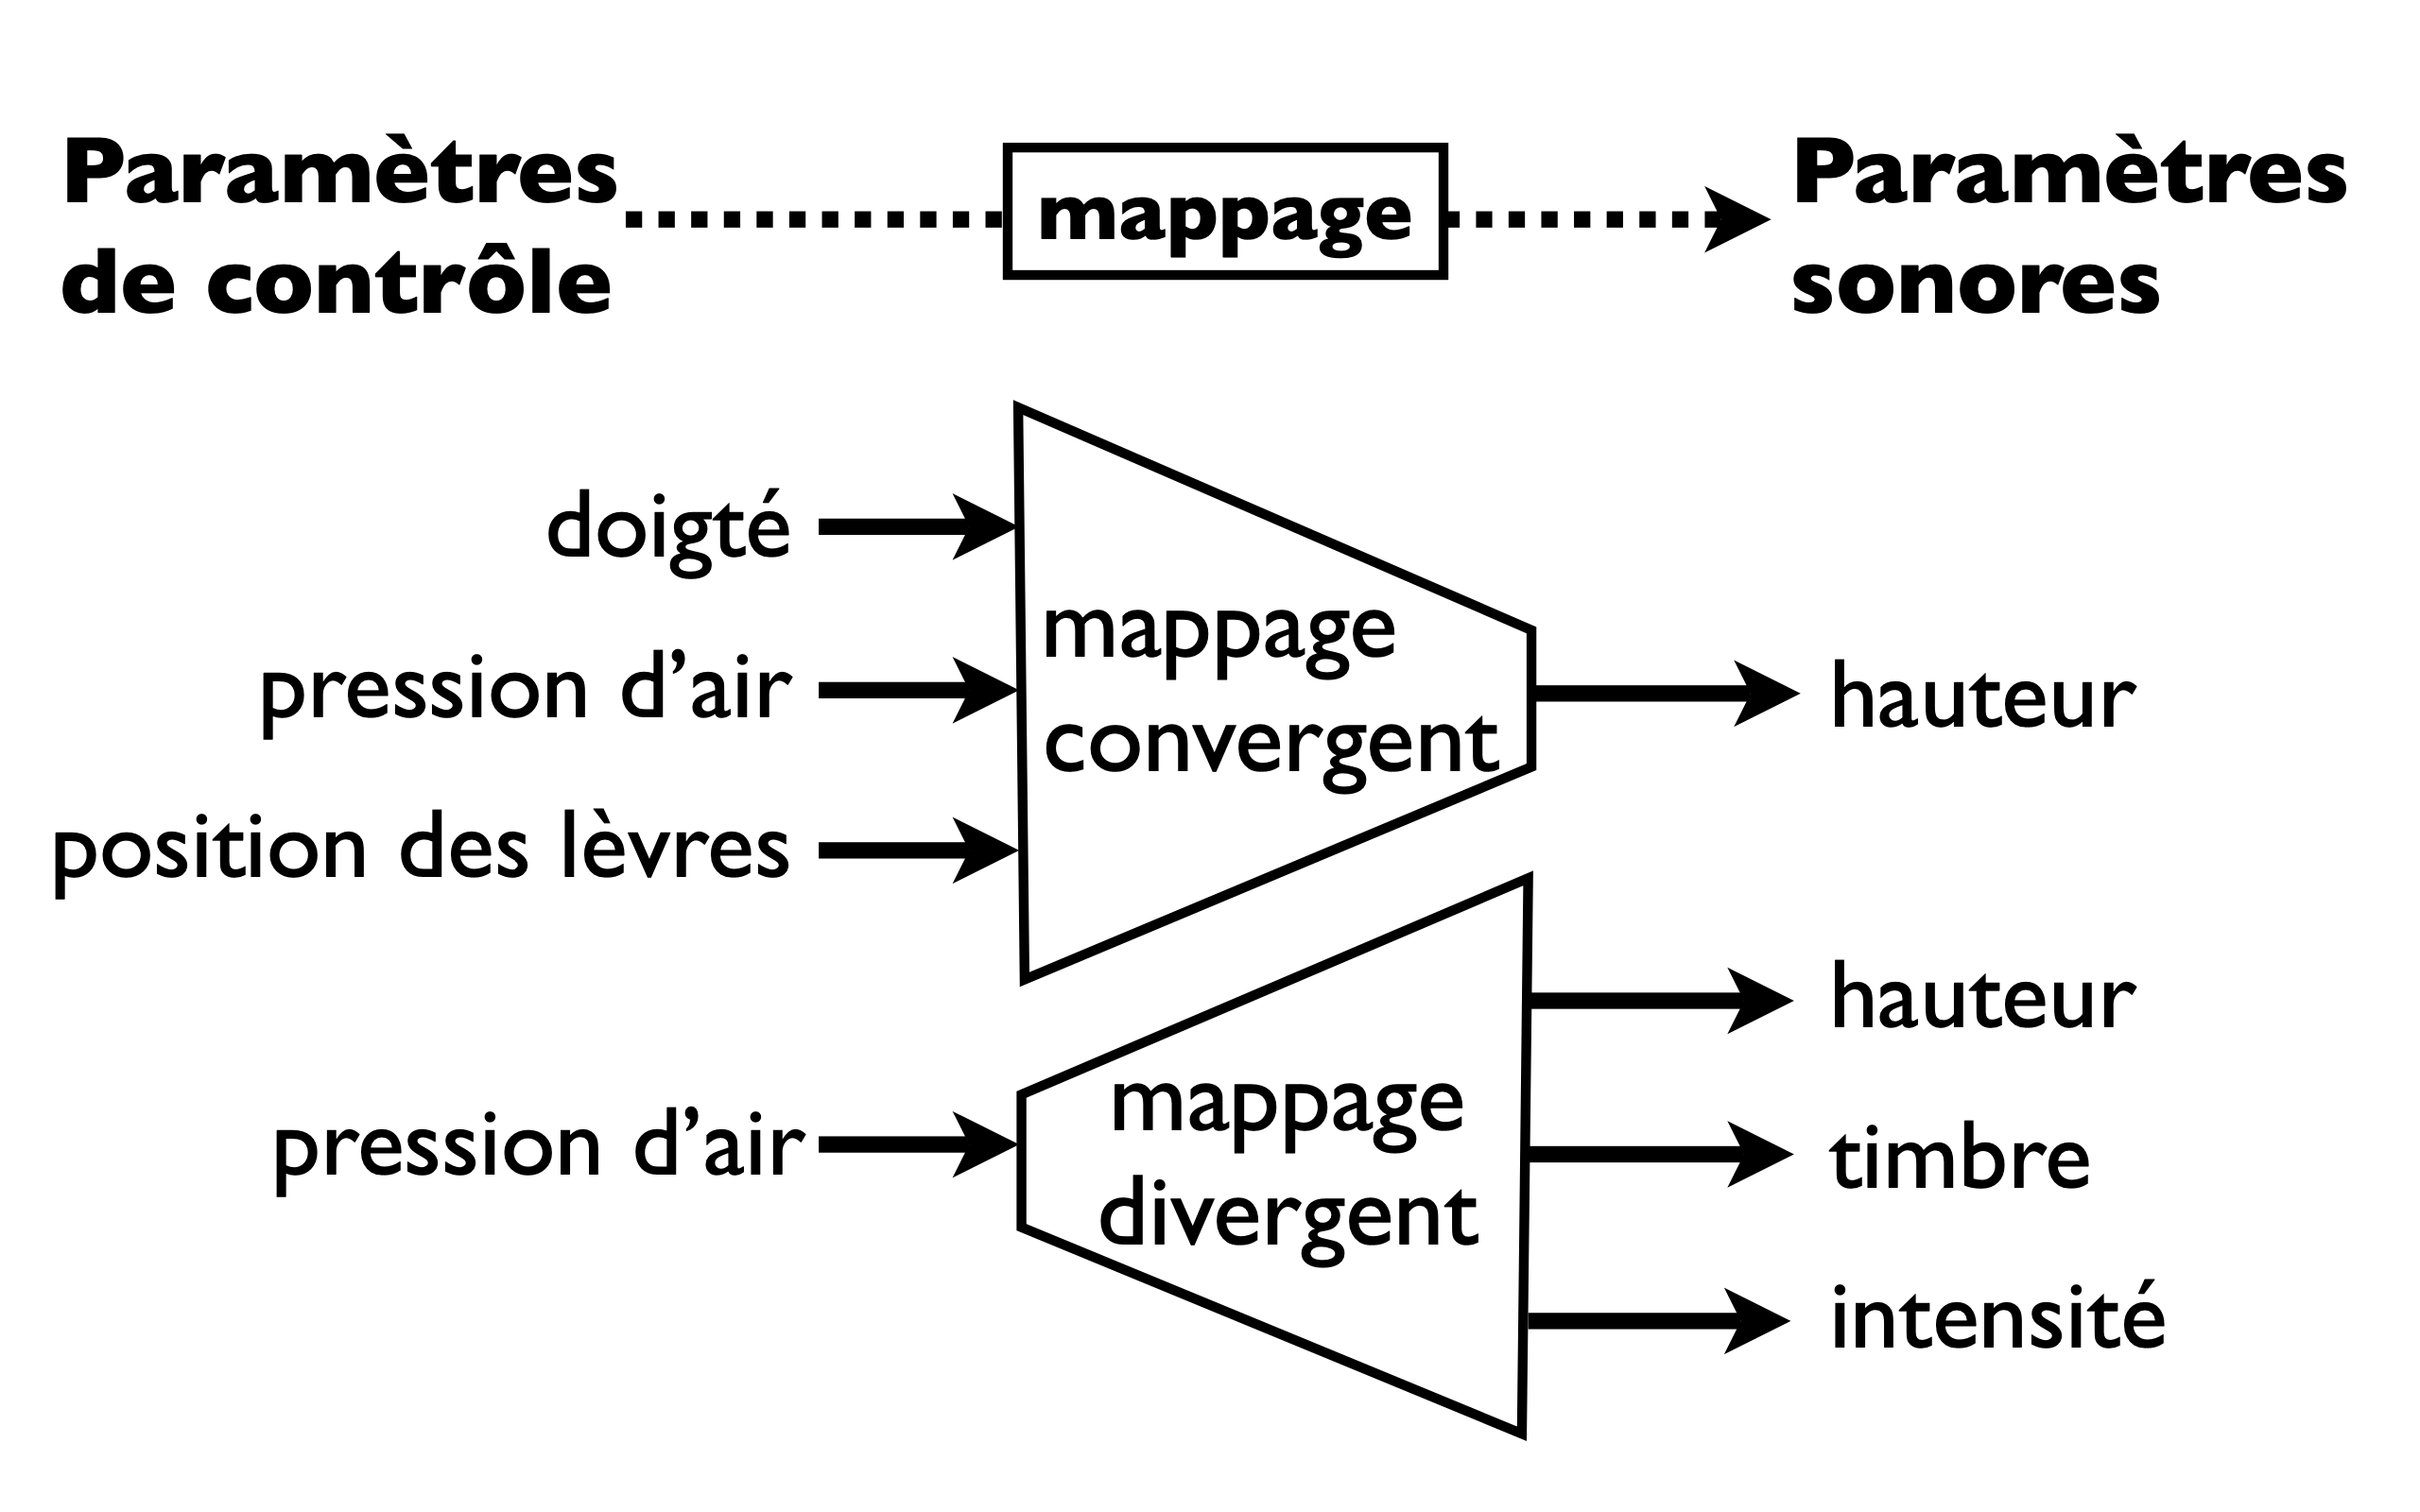 Paramètres
de contrôle
mappage
Paramètres
sonores
doigté
pression d’air
position des lèvres
mappage
convergent
hauteur
pression d’air
mappage
divergent
hauteur
timbre
intensité